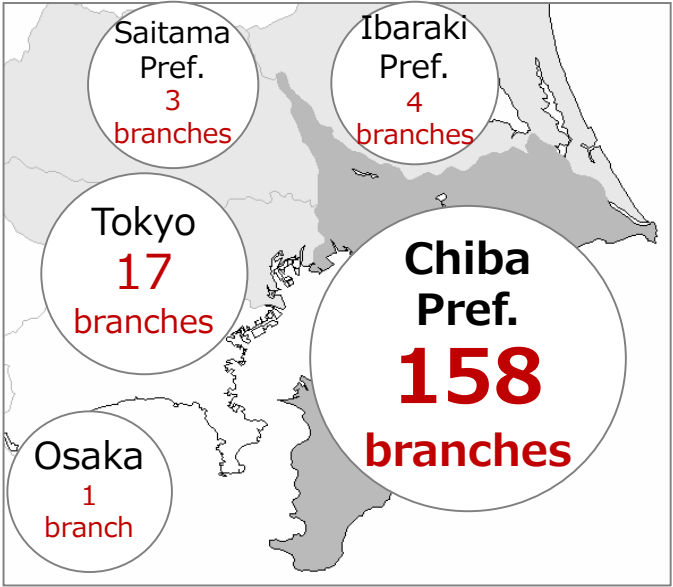 Saitama
Pref.
3
branches
Ibaraki
Pref.
4
branches
Tokyo
17
branches
Chiba
Pref.
158
branches
Osaka
1
branch